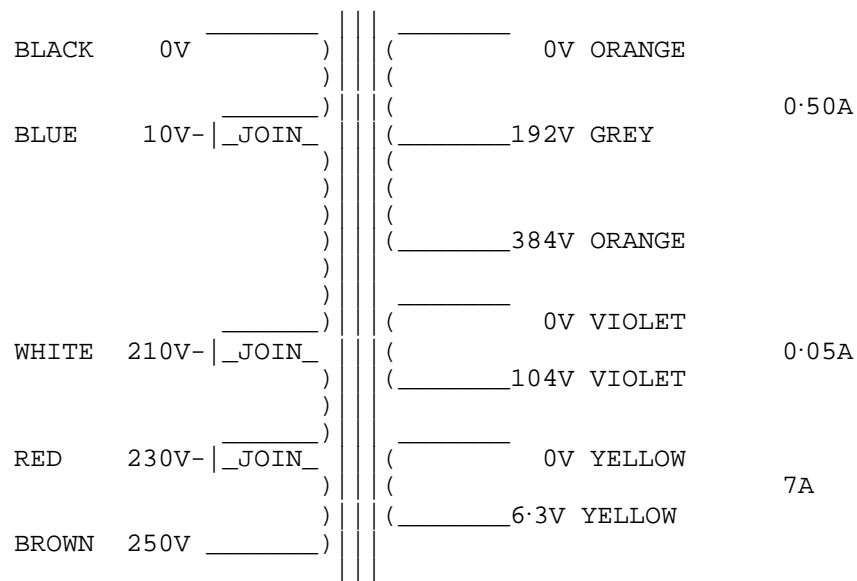 BLACK 0V 0V ORANGE
0·50A
BLUE 10V- JOIN 192V GREY
384V ORANGE
0V VIOLET
WHITE 210V- JOIN 0·05A
104V VIOLET
RED 230V- JOIN 0V YELLOW
7A
6·3V YELLOW
BROWN 250V